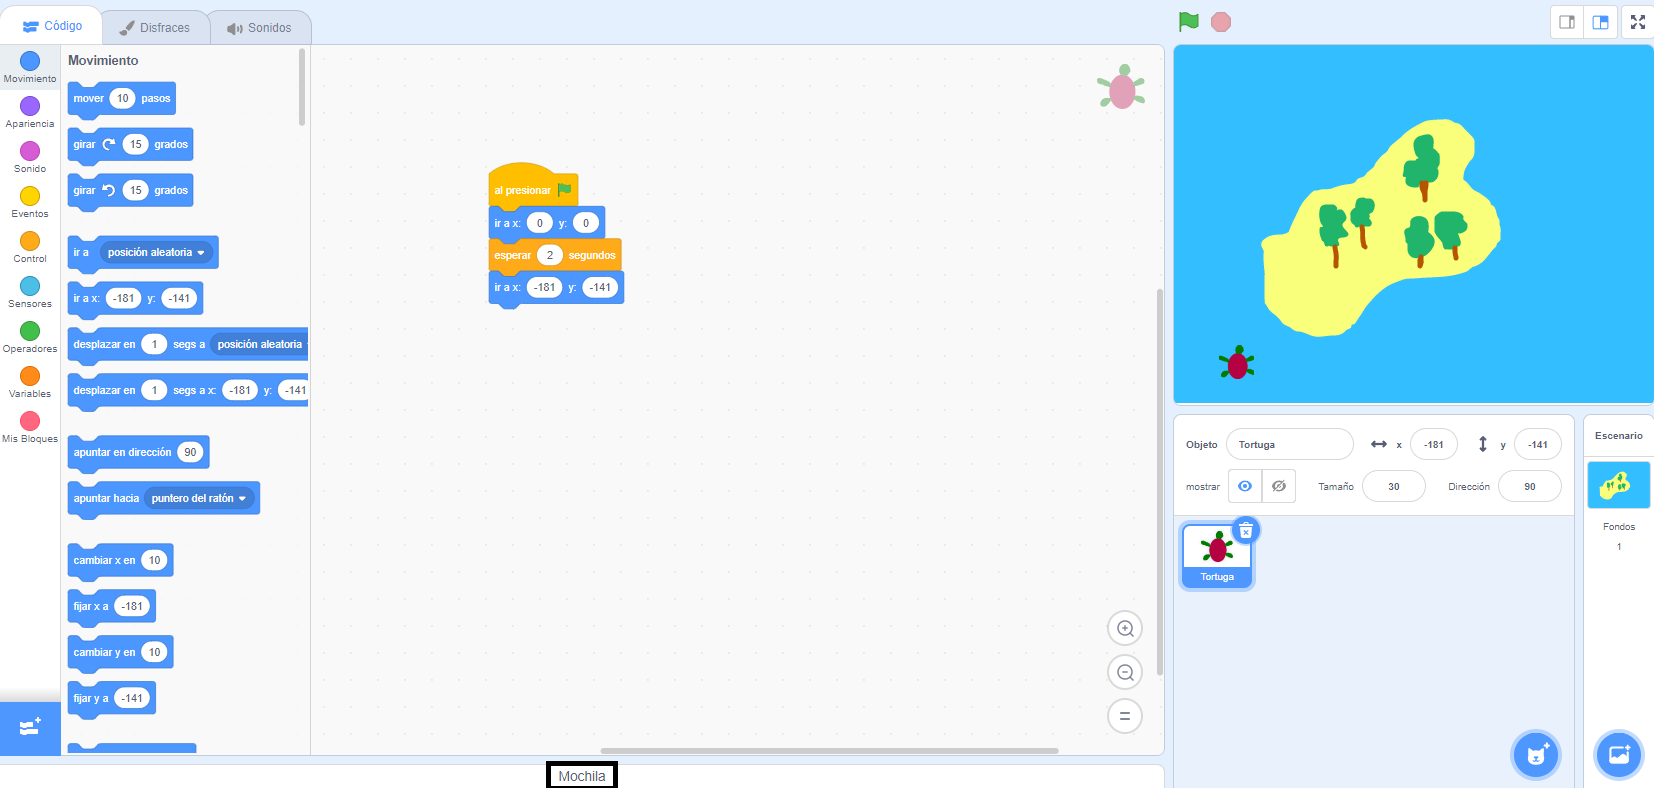 Código
Disfraces
Sonidos
Movimiento
Apariencia
Sonido
Eventos
Control
Sensores
Operadores
Variables
Mis Bloques
Movimiento
mover 10 pasos
girar 15 grados
girar 15 grados
ir a posición aleatoria
ir a x: -181 y: -141
desplazar en 1 segs a posición aleatoria
desplazar en 1 segs a x: -181 y: -141
apuntar en dirección 90
apuntar hacia puntero del ratón
cambiar x en 10
fijar x a -181
cambiar y en 10
fijar y a -141
al presionar
ir a x: 0 y: 0
esperar 2 segundos
ir a x: -181 y: -141
Mochila
Objeto Tortuga x -181 y -141
mostrar Tamaño 30 Dirección 90
Tortuga
Escenario
Fondos
1